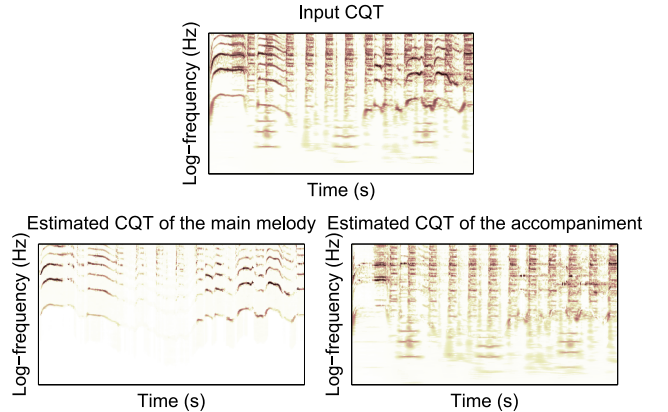 Input CQT
Log-frequency (Hz)
Time (s)
Estimated CQT of the main melody
Log-frequency (Hz)
Time (s)
Estimated CQT of the accompaniment
Log-frequency (Hz)
Time (s)